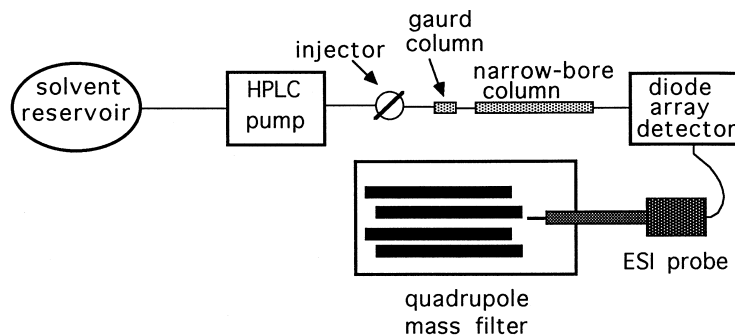 solvent
reservoir
HPLC
pump
injector
gaurd
column
narrow-bore
column
diode
array
detector
ESI probe
quadrupole
mass filter